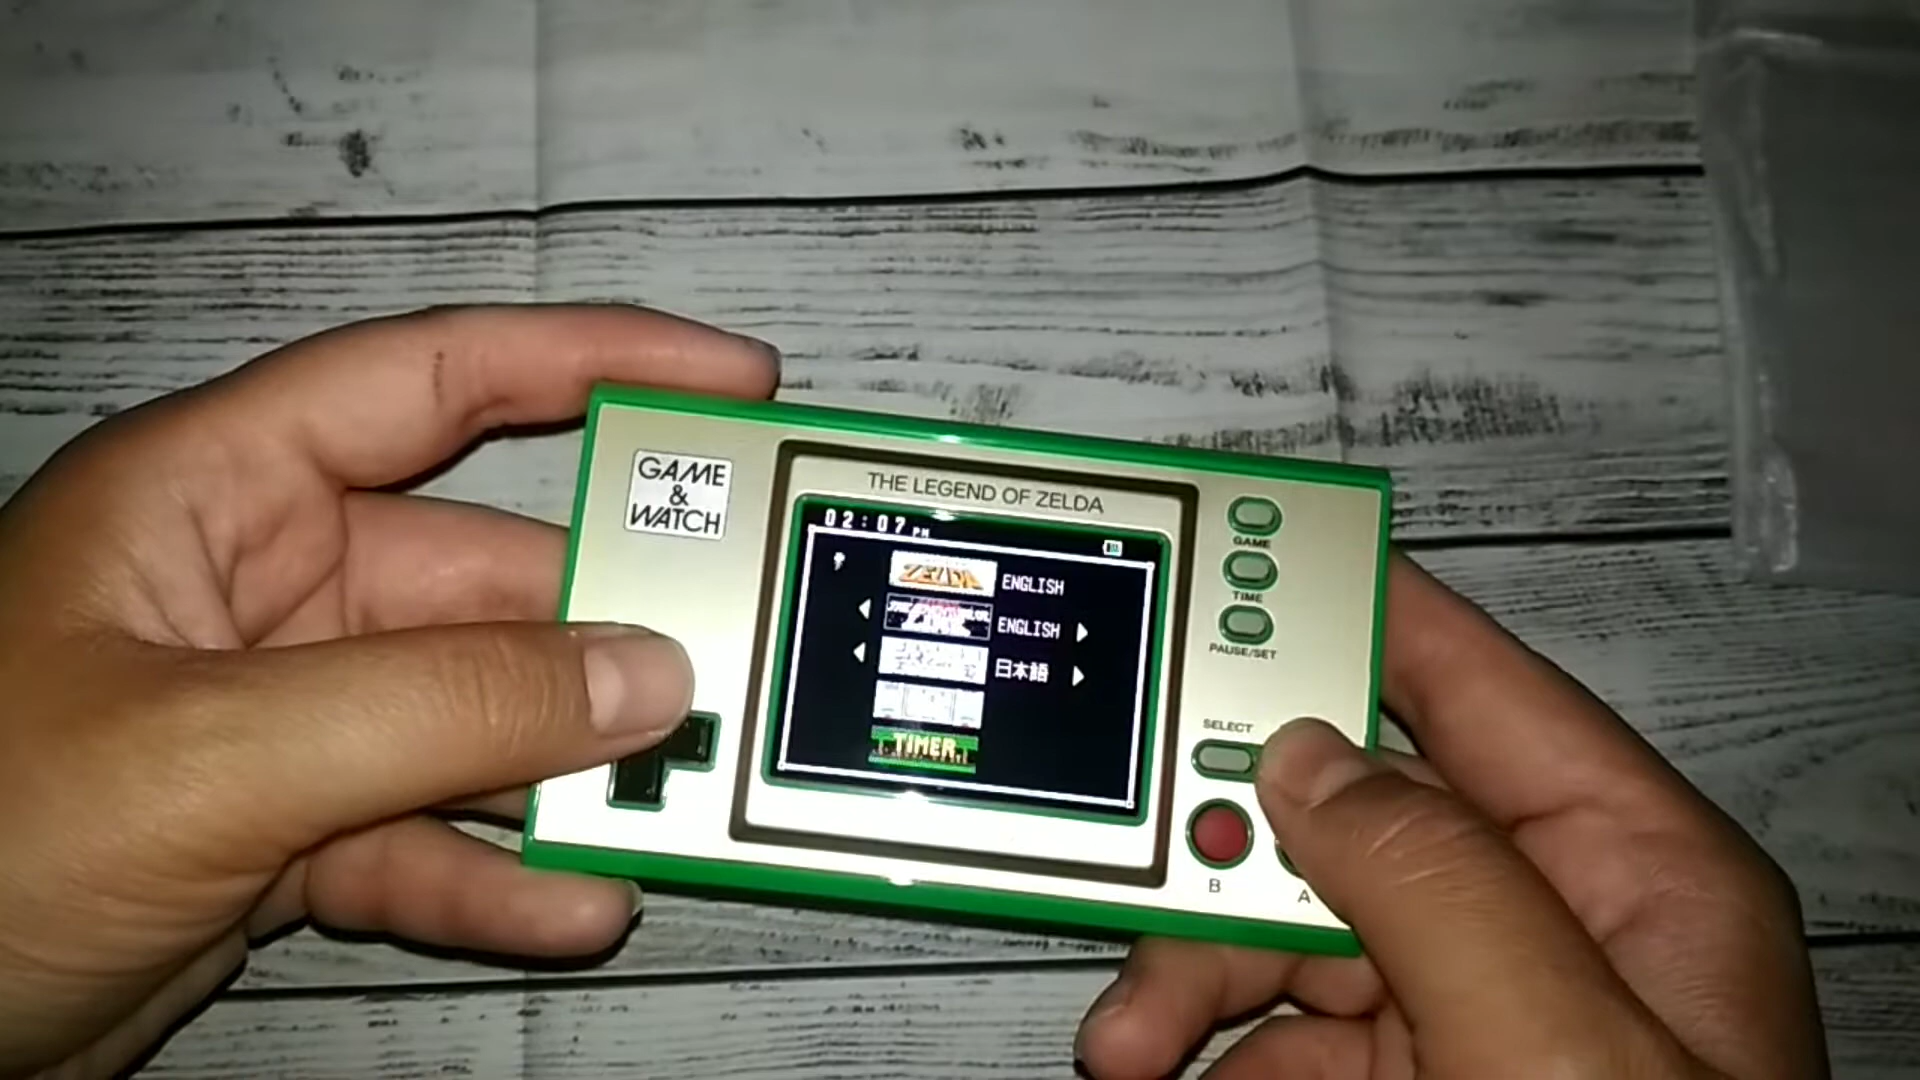 GAME
&
WATCH
THE LEGEND OF ZELDA
02:07 PM
ZELDA ENGLISH
ENGLISH
日本語
TIMER
GAME
TIME
PAUSE/SET
SELECT
B
A